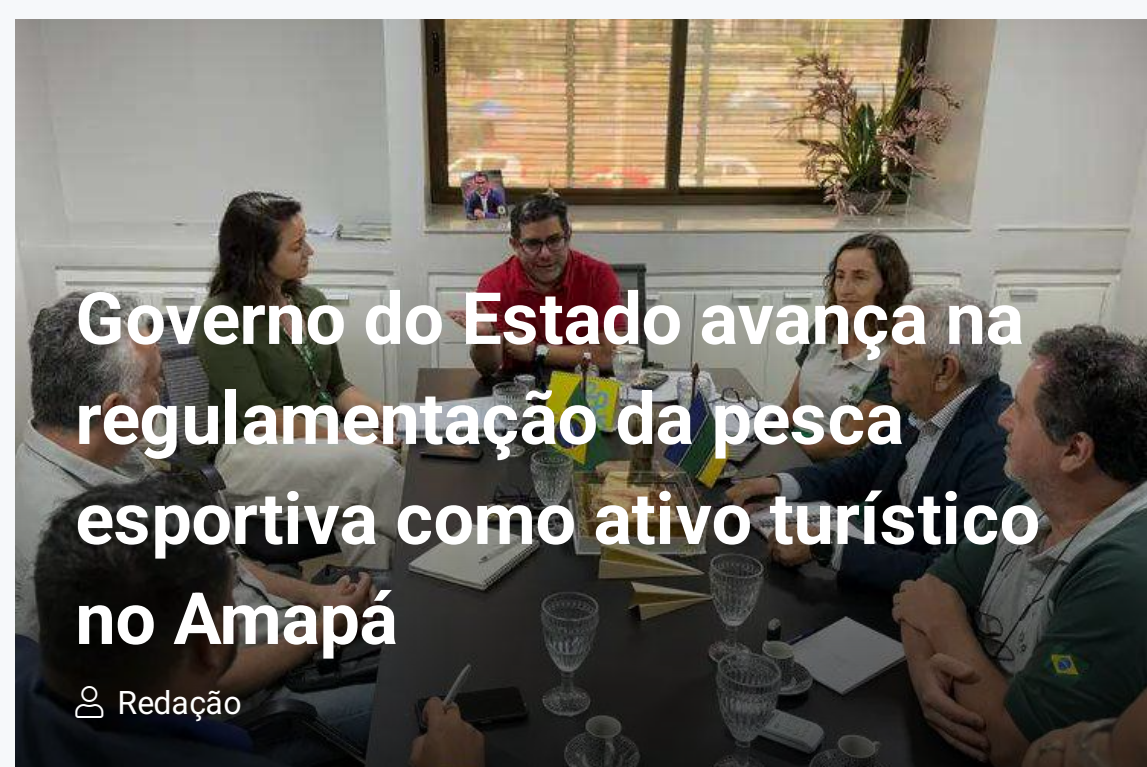 Governo do Estado avança na
regulamentação da pesca
esportiva como ativo turístico
no Amapá
Redação